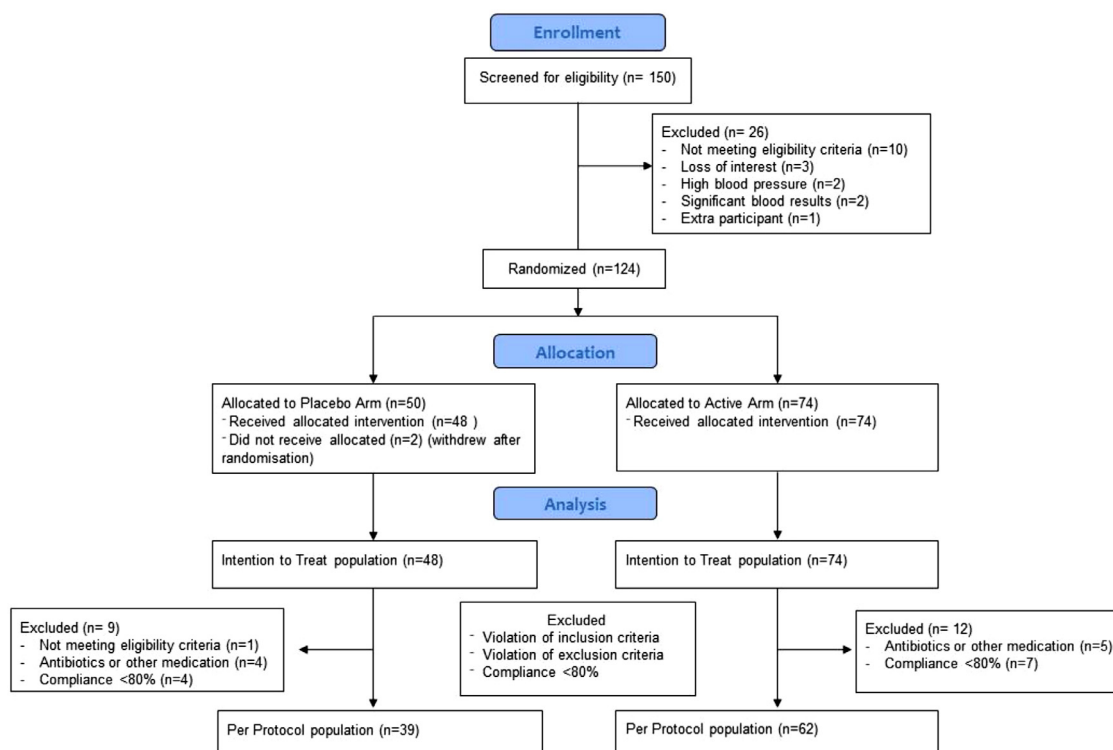 Enrollment
Screened for eligibility (n= 150)
Excluded (n= 26)
- Not meeting eligibility criteria (n=10)
- Loss of interest (n=3)
- High blood pressure (n=2)
- Significant blood results (n=2)
- Extra participant (n=1)
Randomized (n=124)
Allocation
Allocated to Placebo Arm (n=50)
- Received allocated intervention (n=48 )
- Did not receive allocated (n=2) (withdrew after
randomisation)
Allocated to Active Arm (n=74)
- Received allocated intervention (n=74)
Analysis
Intention to Treat population (n=48)
Intention to Treat population (n=74)
Excluded (n= 9)
- Not meeting eligibility criteria (n=1)
- Antibiotics or other medication (n=4)
- Compliance <80% (n=4)
Excluded
- Violation of inclusion criteria
- Violation of exclusion criteria
- Compliance <80%
Excluded (n= 12)
- Antibiotics or other medication (n=5)
- Compliance <80% (n=7)
Per Protocol population (n=39)
Per Protocol population (n=62)